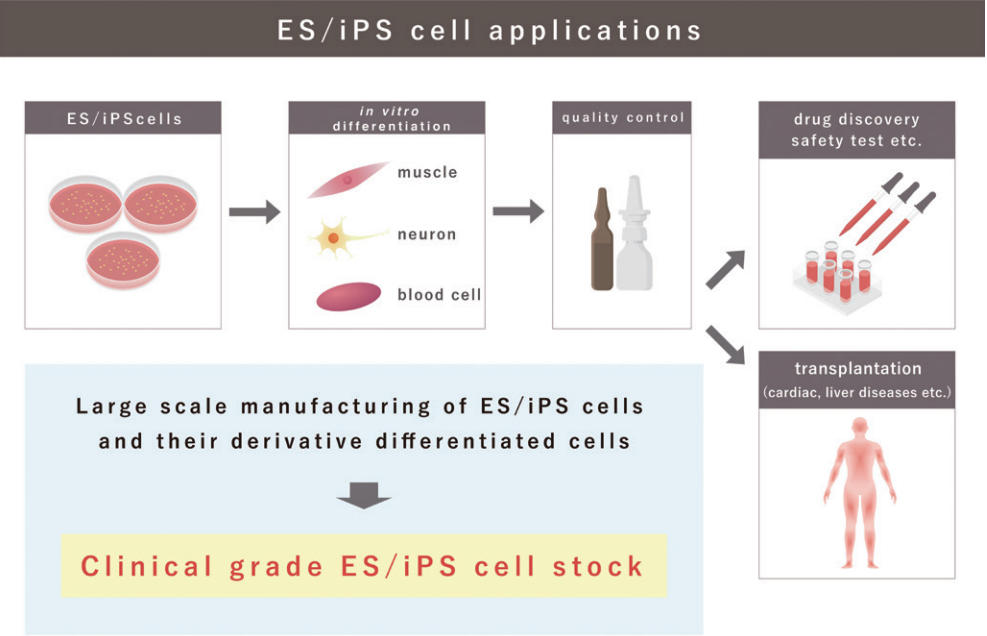 ES/iPS cell applications
ES/iPScells
in vitro
differentiation
muscle
neuron
blood cell
quality control
drug discovery
safety test etc.
transplantation
(cardiac, liver diseases etc.)
Large scale manufacturing of ES/iPS cells
and their derivative differentiated cells
Clinical grade ES/iPS cell stock